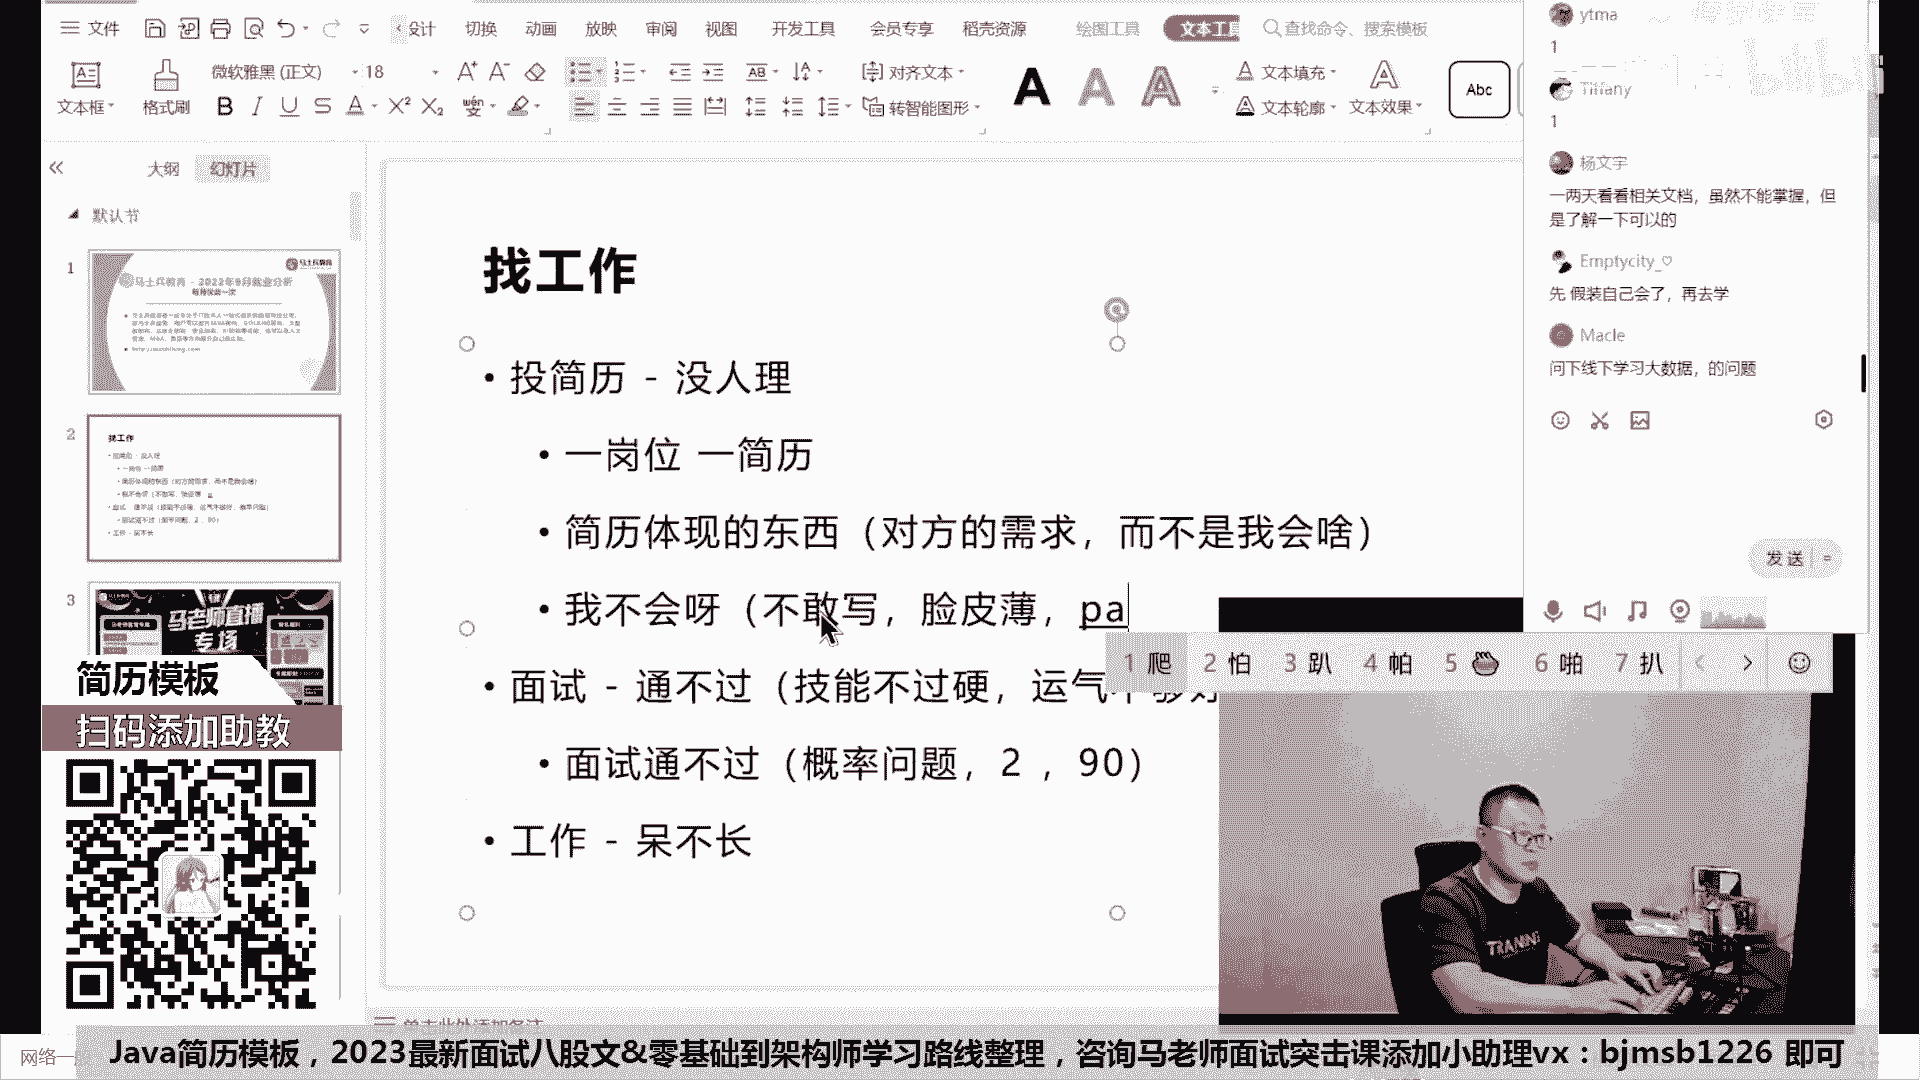 文件
设计
切换
动画
放映
审阅
视图
开发工具
会员专享
稻壳资源
绘图工具
文本工具
查找命令、搜索模板
文本框
格式刷
微软雅黑 (正文)
18
B I U S A X² X₂
对齐文本
转智能图形
A A A
文本填充
文本轮廓
文本效果
Abc
大纲
幻灯片
默认节
1
马士兵教育
2
找工作
3
马老师直播
专场
简历模板
扫码添加助教
找工作
• 投简历 - 没人理
• 一岗位 一简历
• 简历体现的东西（对方的需求，而不是我会啥）
• 我不会呀（不敢写，脸皮薄，pa
• 面试 - 通不过（技能不过硬，运气不够好
• 面试通不过（概率问题，2 ，90）
• 工作 - 呆不长
1 爬 2 怕 3 趴 4 帕 5 6 啪 7 扒
ytma
1
Tiffany
1
bilibili
杨文宇
一两天看看相关文档，虽然不能掌握，但
是了解一下可以的
Emptycity_♡
先 假装自己会了，再去学
Macle
问下线下学习大数据，的问题
发送
单击此处添加备注
网络一
Java简历模板，2023最新面试八股文&零基础到架构师学习路线整理，咨询马老师面试突击课添加小助理vx：bjmsb1226 即可